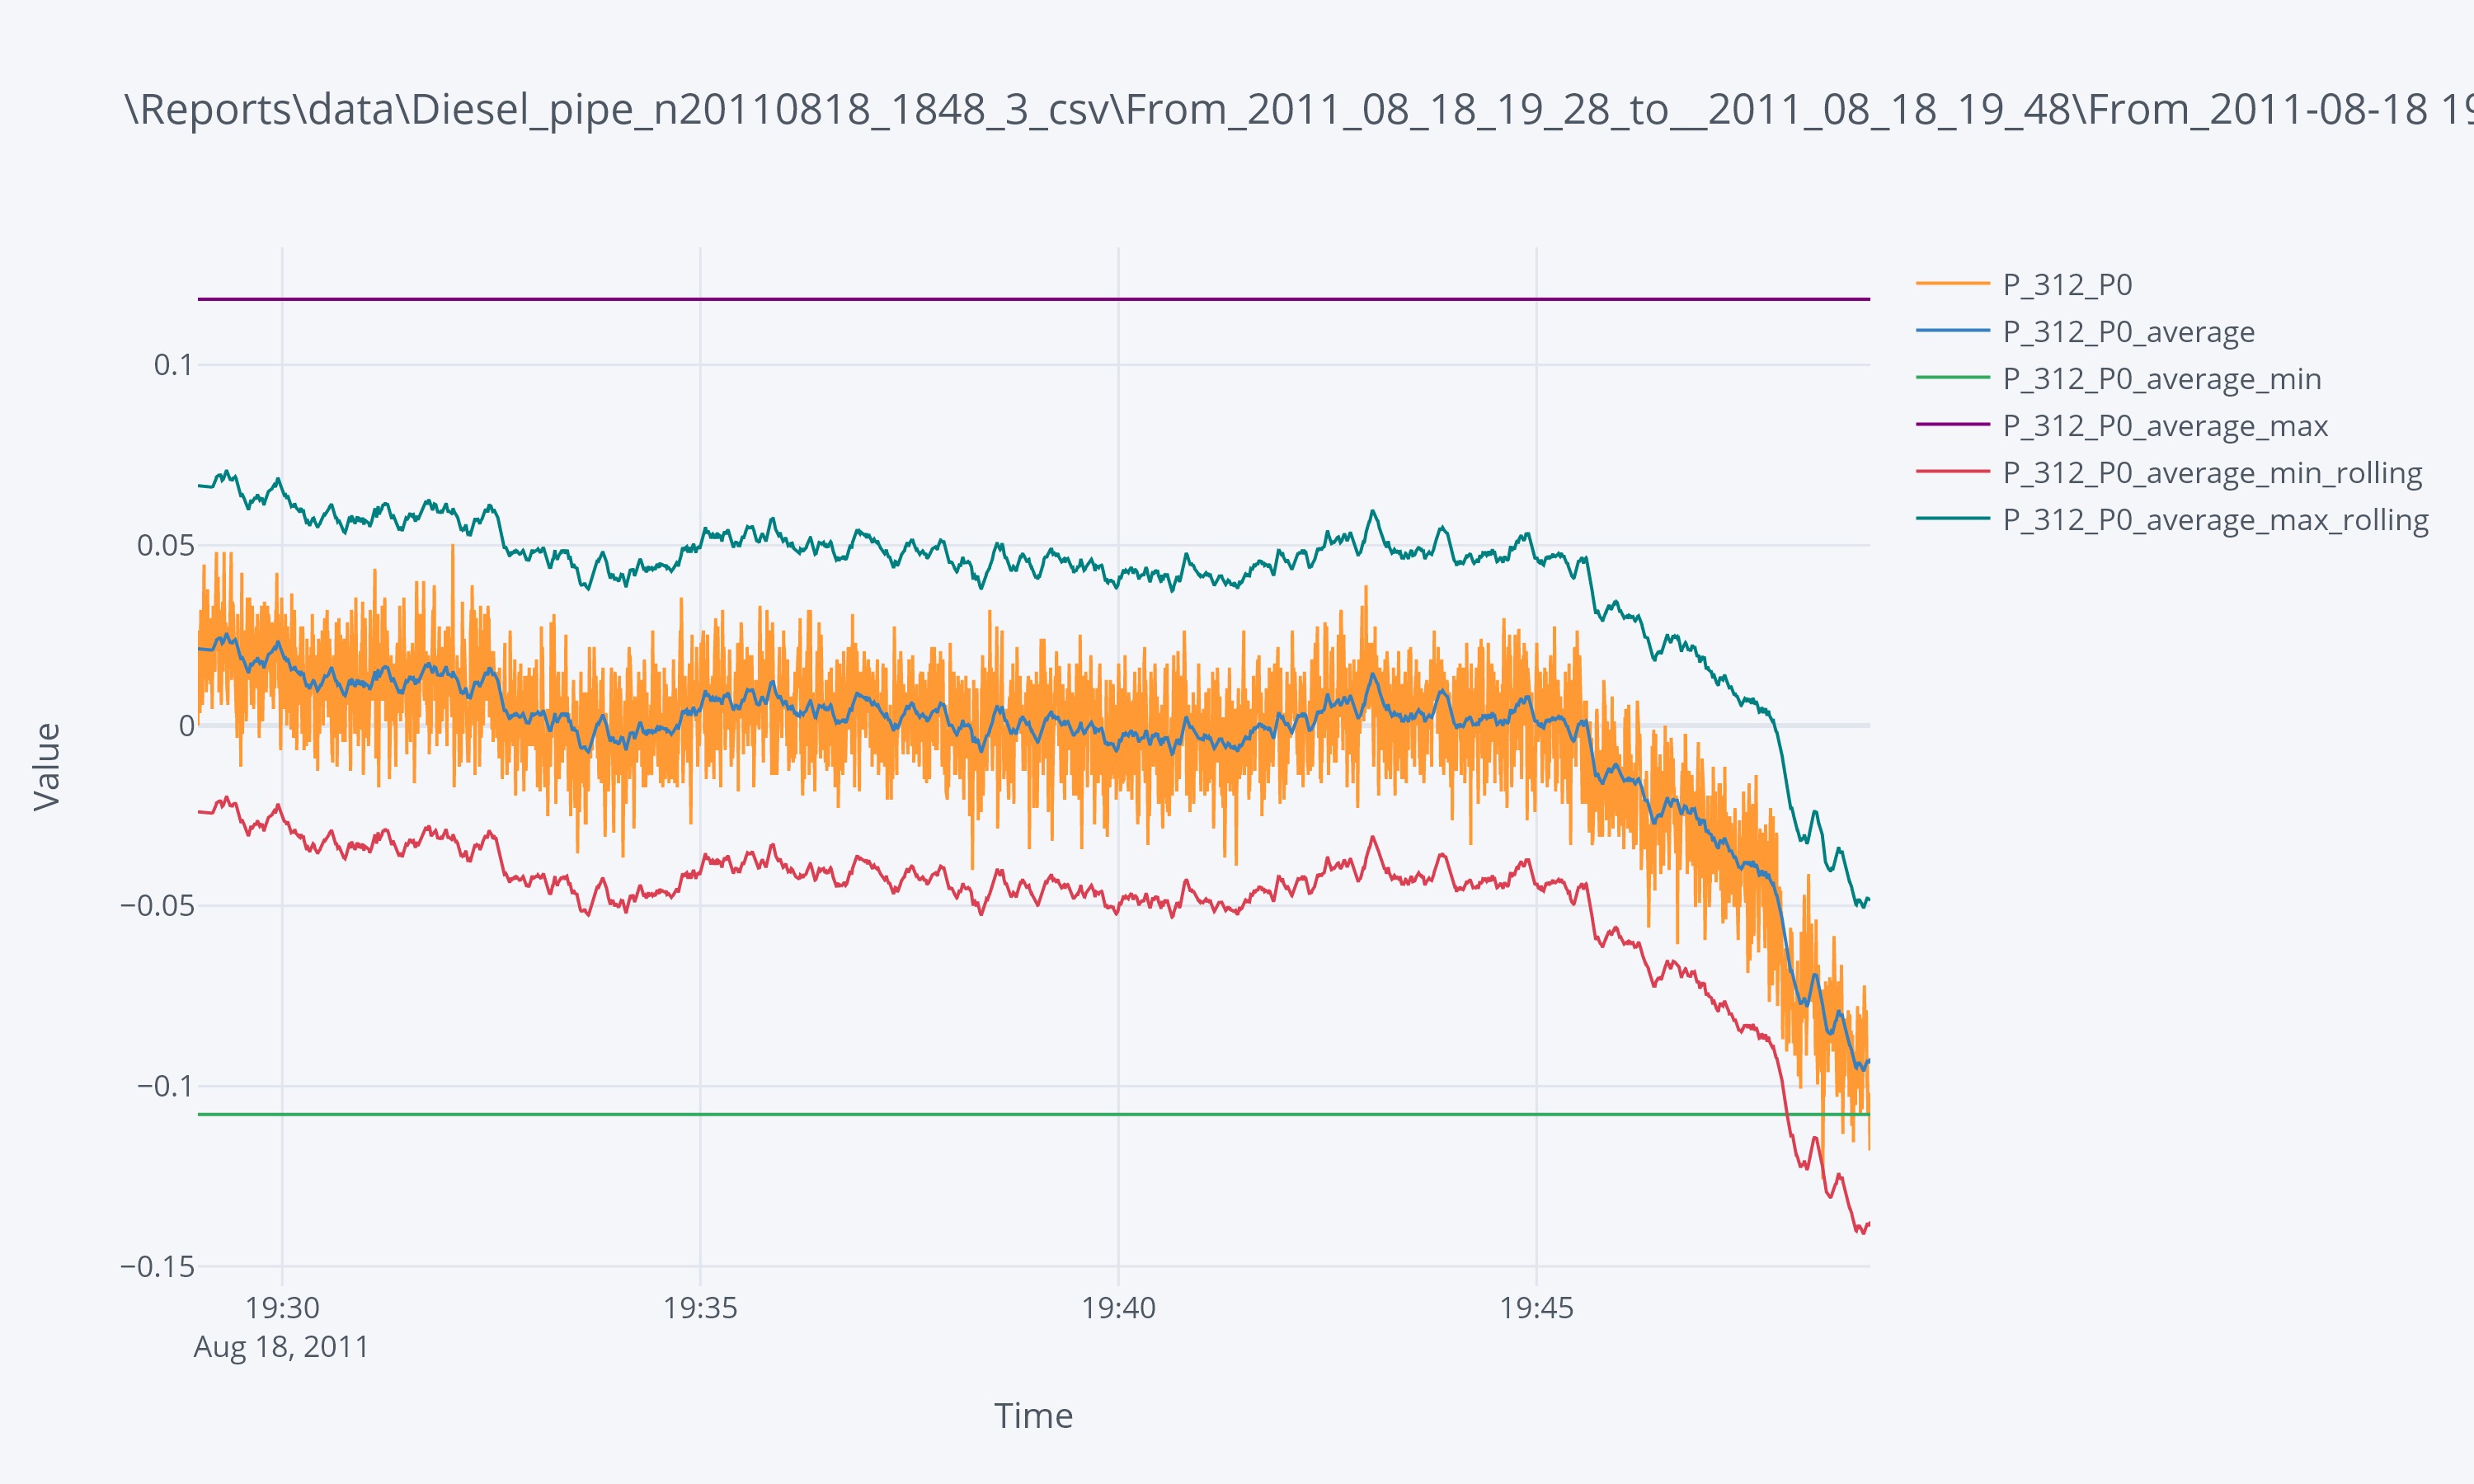 \Reports\data\Diesel_pipe_n20110818_1848_3_csv\From_2011_08_18_19_28_to__2011_08_18_19_48\From_2011-08-18 19
P_312_P0
P_312_P0_average
P_312_P0_average_min
P_312_P0_average_max
P_312_P0_average_min_rolling
P_312_P0_average_max_rolling
0.1
0.05
0
−0.05
−0.1
−0.15
Value
19:30
19:35
19:40
19:45
Aug 18, 2011
Time